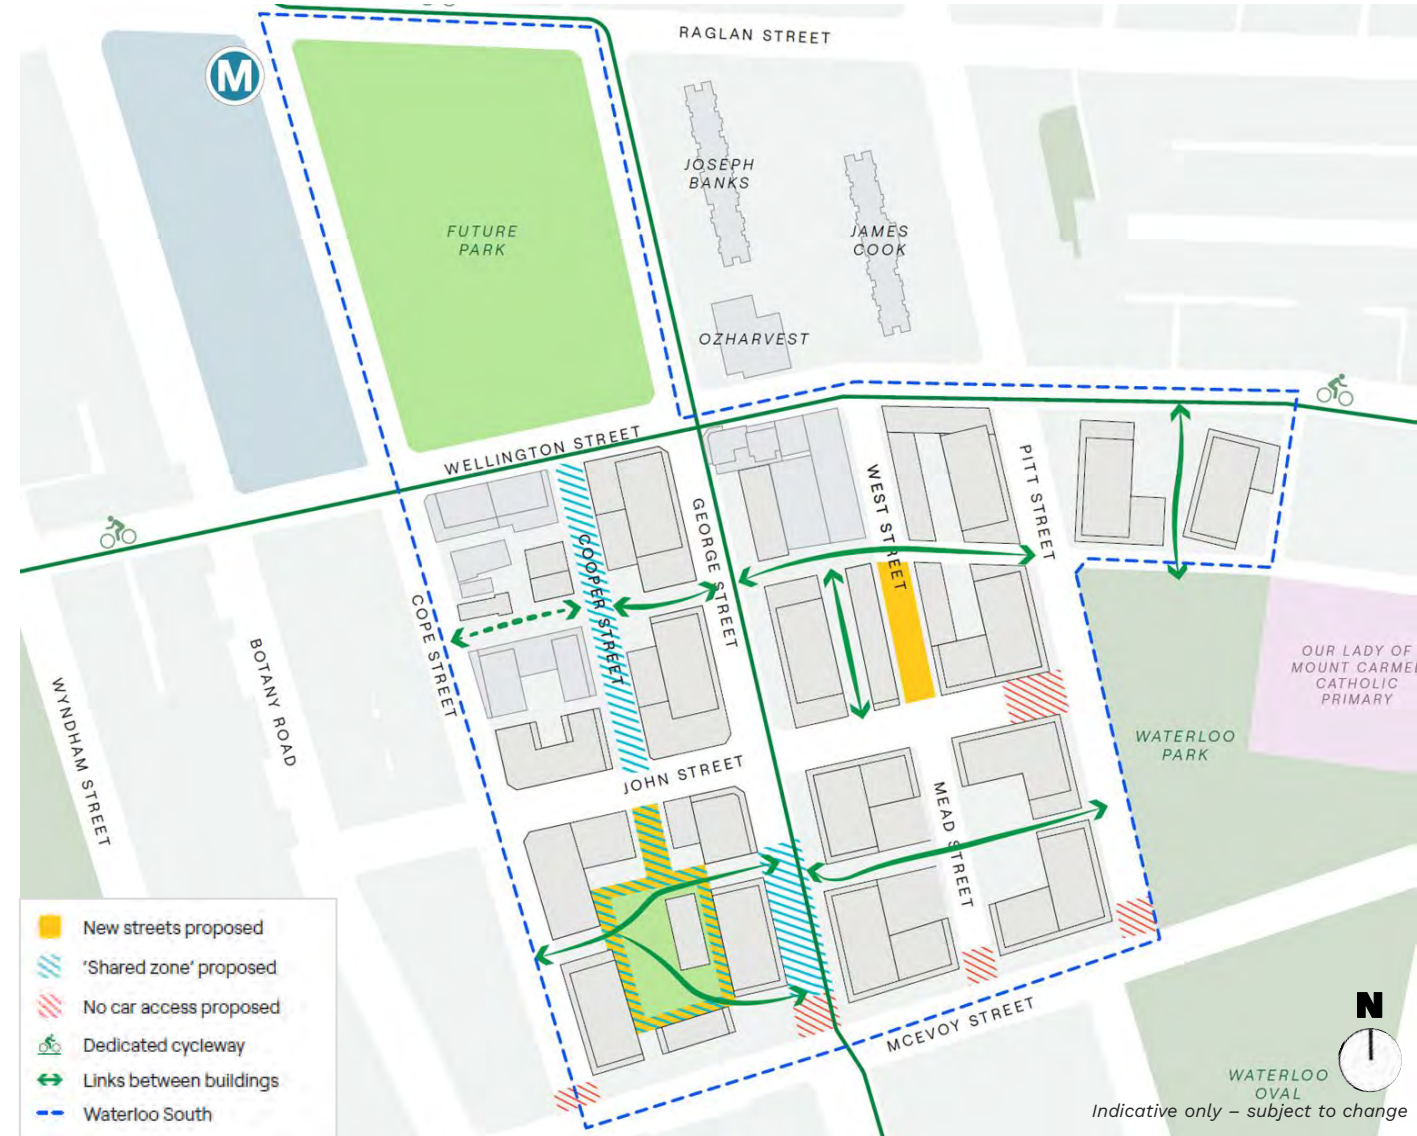 RAGLAN STREET
M
JOSEPH
BANKS
FUTURE
PARK
JAMES
COOK
OZHARVEST
WELLINGTON STREET
PITT STREET
WEST STREET
GEORGE STREET
COOPER STREET
COPE STREET
BOTANY ROAD
WYNDHAM STREET
OUR LADY OF
MOUNT CARMEL
CATHOLIC
PRIMARY
WATERLOO
PARK
JOHN STREET
MEAD STREET
MCEVOY STREET
New streets proposed
'Shared zone' proposed
No car access proposed
Dedicated cycleway
Links between buildings
Waterloo South
N
WATERLOO
OVAL
Indicative only – subject to change